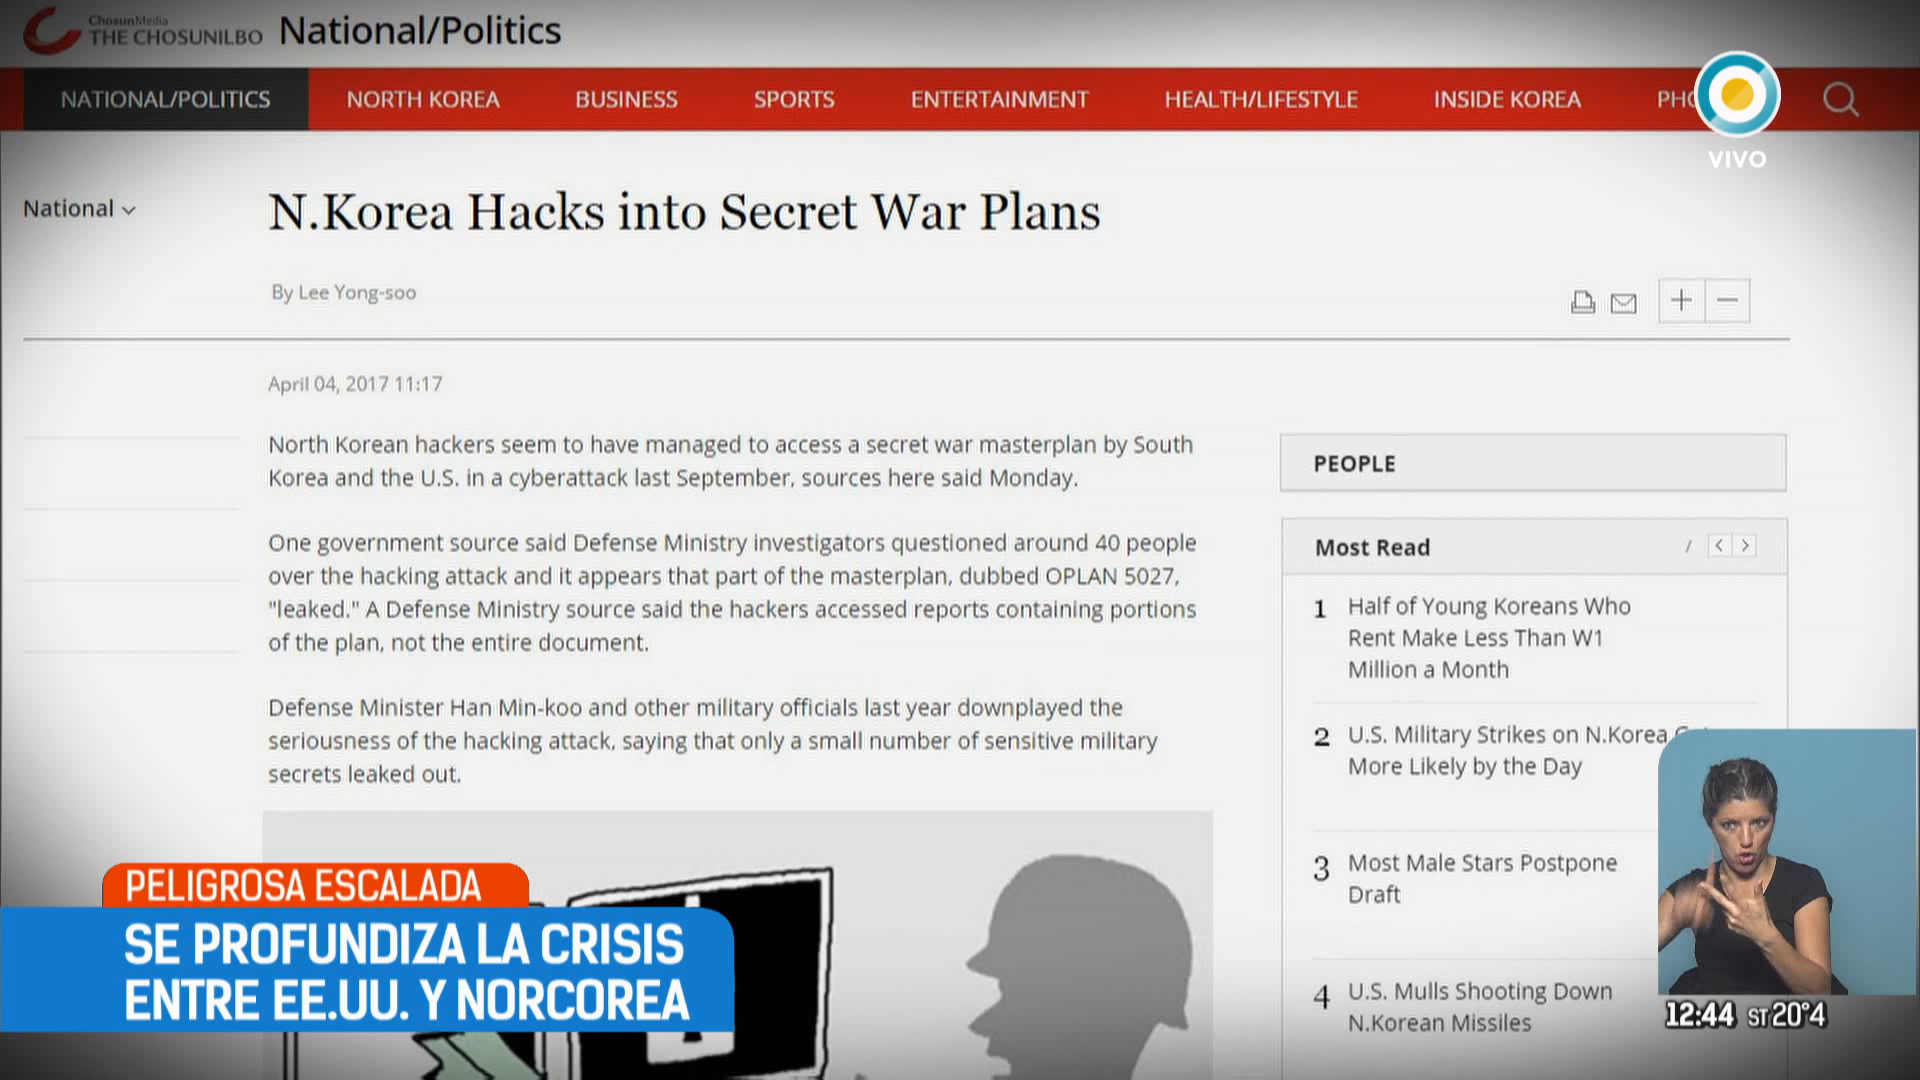 ChosunMedia
THE CHOSUNILBO National/Politics
NATIONAL/POLITICS NORTH KOREA BUSINESS SPORTS ENTERTAINMENT HEALTH/LIFESTYLE INSIDE KOREA
VIVO
National
N.Korea Hacks into Secret War Plans
By Lee Yong-soo
April 04, 2017 11:17
North Korean hackers seem to have managed to access a secret war masterplan by South
Korea and the U.S. in a cyberattack last September, sources here said Monday.
One government source said Defense Ministry investigators questioned around 40 people
over the hacking attack and it appears that part of the masterplan, dubbed OPLAN 5027,
"leaked." A Defense Ministry source said the hackers accessed reports containing portions
of the plan, not the entire document.
Defense Minister Han Min-koo and other military officials last year downplayed the
seriousness of the hacking attack, saying that only a small number of sensitive military
secrets leaked out.
PEOPLE
Most Read /
1 Half of Young Koreans Who
Rent Make Less Than W1
Million a Month
2 U.S. Military Strikes on N.Korea
More Likely by the Day
3 Most Male Stars Postpone
Draft
4 U.S. Mulls Shooting Down
N.Korean Missiles
PELIGROSA ESCALADA
SE PROFUNDIZA LA CRISIS
ENTRE EE.UU. Y NORCOREA
12:44 ST 20°4